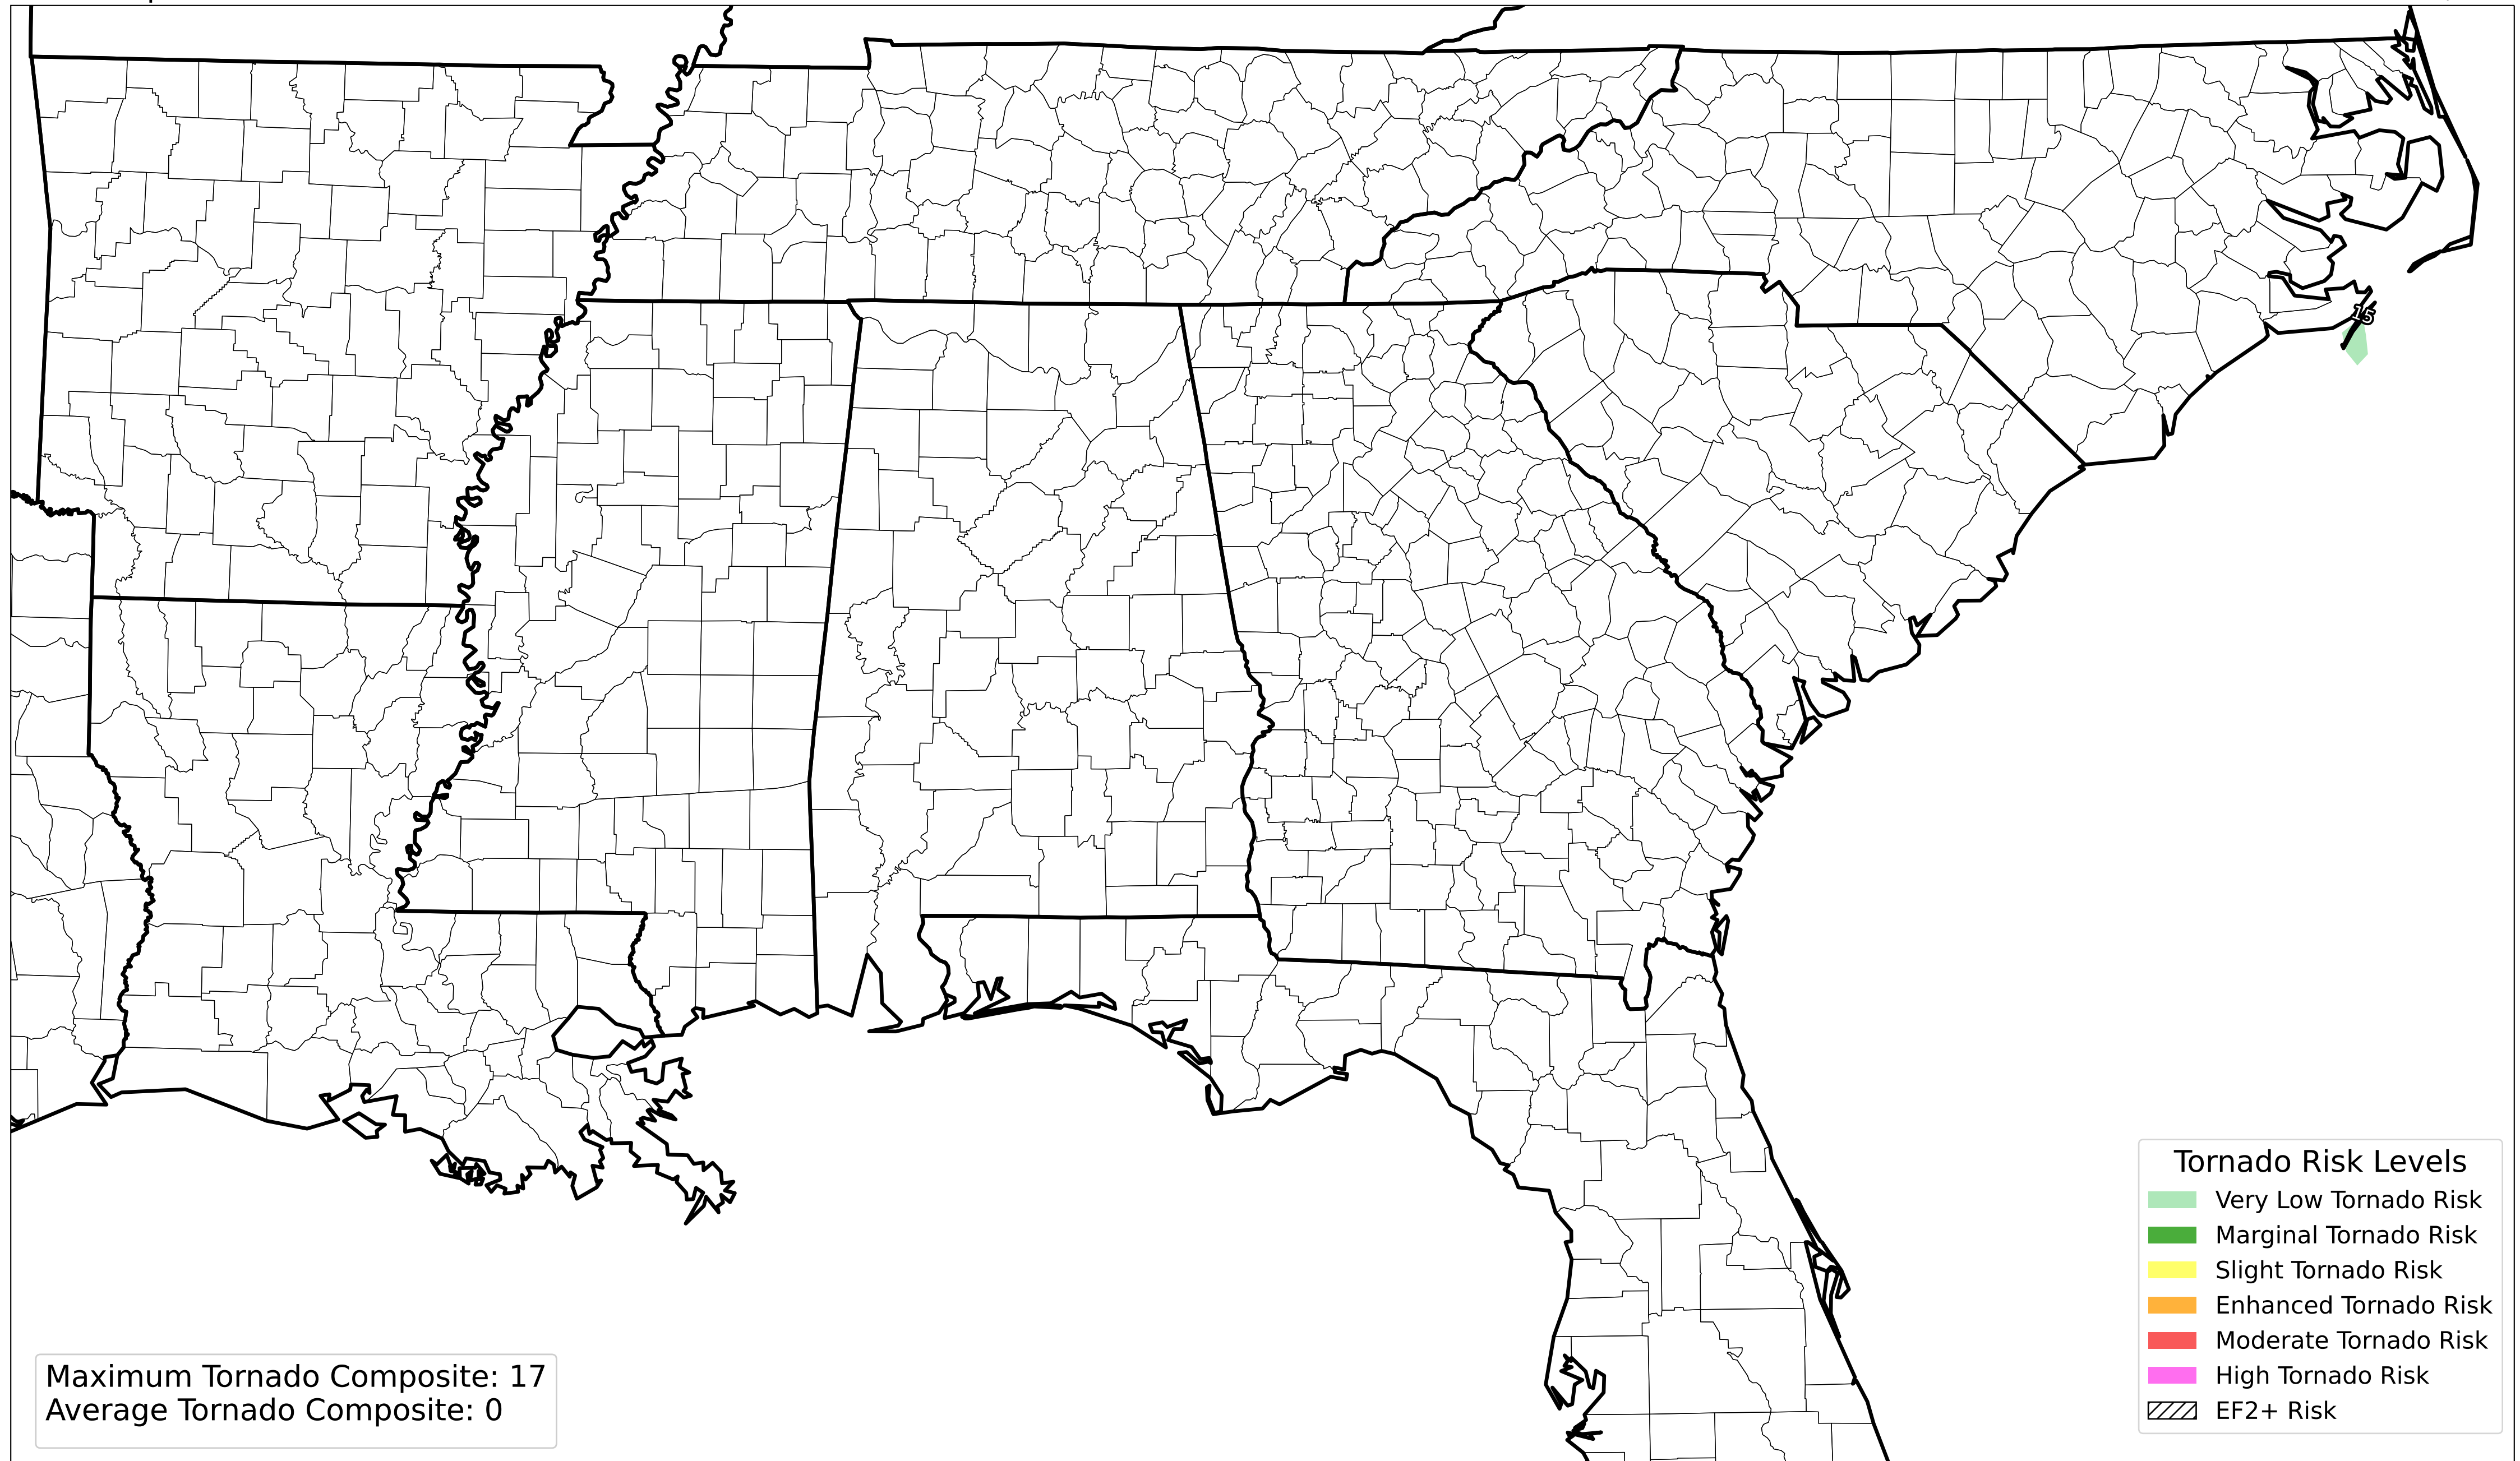 15
Tornado Risk Levels
Very Low Tornado Risk
Marginal Tornado Risk
Slight Tornado Risk
Enhanced Tornado Risk
Moderate Tornado Risk
High Tornado Risk
EF2+ Risk
Maximum Tornado Composite: 17
Average Tornado Composite: 0